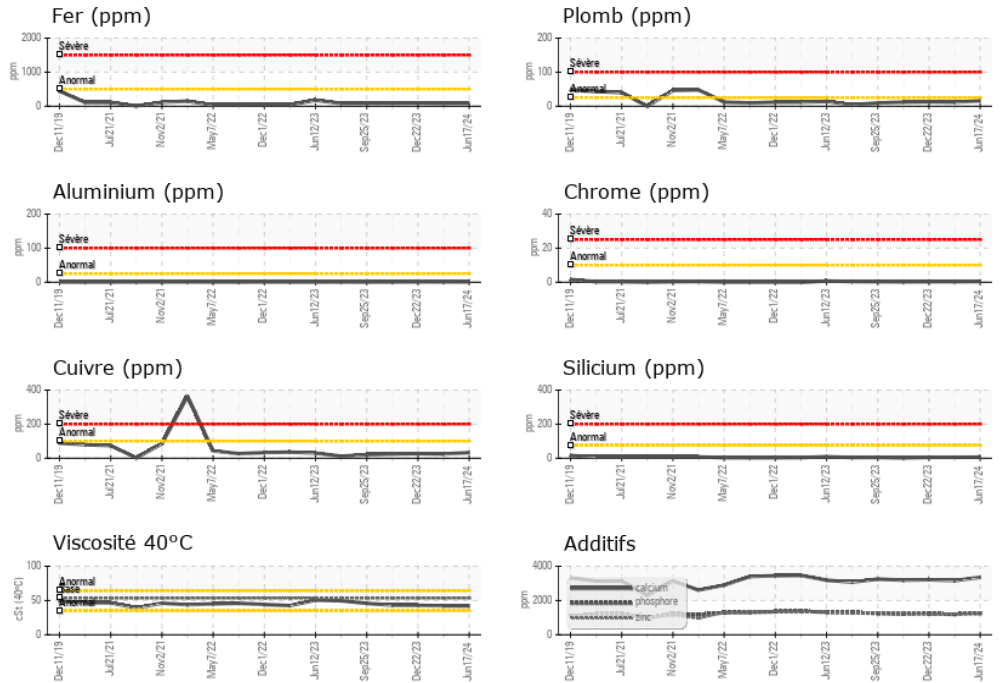 Fer (ppm)
2000
Sévère
ppm
1000
Anormal
0
Dec11/19
Jul21/21
Nov2/21
May7/22
Dec1/22
Jun12/23
Sep25/23
Dec22/23
Jun17/24
Plomb (ppm)
200
Sévère
ppm
100
Anormal
0
Dec11/19
Jul21/21
Nov2/21
May7/22
Dec1/22
Jun12/23
Sep25/23
Dec22/23
Jun17/24
Aluminium (ppm)
200
Sévère
ppm
100
Anormal
0
Dec11/19
Jul21/21
Nov2/21
May7/22
Dec1/22
Jun12/23
Sep25/23
Dec22/23
Jun17/24
Chrome (ppm)
40
Sévère
ppm
20
Anormal
0
Dec11/19
Jul21/21
Nov2/21
May7/22
Dec1/22
Jun12/23
Sep25/23
Dec22/23
Jun17/24
Cuivre (ppm)
400
Sévère
ppm
200
Anormal
0
Dec11/19
Jul21/21
Nov2/21
May7/22
Dec1/22
Jun12/23
Sep25/23
Dec22/23
Jun17/24
Silicium (ppm)
400
Sévère
ppm
200
Anormal
0
Dec11/19
Jul21/21
Nov2/21
May7/22
Dec1/22
Jun12/23
Sep25/23
Dec22/23
Jun17/24
Viscosité 40°C
100
Anormal
Base
cSt (40°C)
50
Anormal
0
Dec11/19
Jul21/21
Nov2/21
May7/22
Dec1/22
Jun12/23
Sep25/23
Dec22/23
Jun17/24
Additifs
4000
calcium
ppm
2000
phosphore
zinc
0
Dec11/19
Jul21/21
Nov2/21
May7/22
Dec1/22
Jun12/23
Sep25/23
Dec22/23
Jun17/24